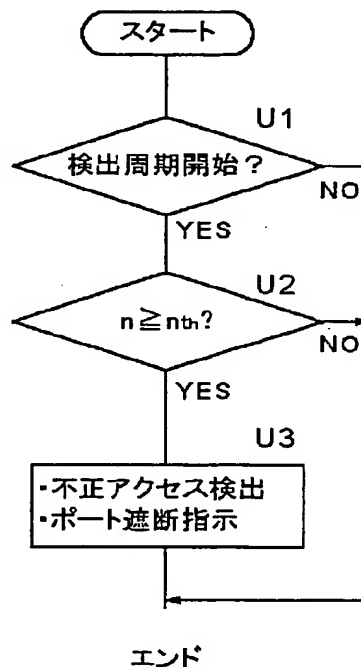 スタート
U1
検出周期開始?
NO
YES
U2
n≧nth?
NO
YES
U3
・不正アクセス検出
・ポート遮断指示
エンド